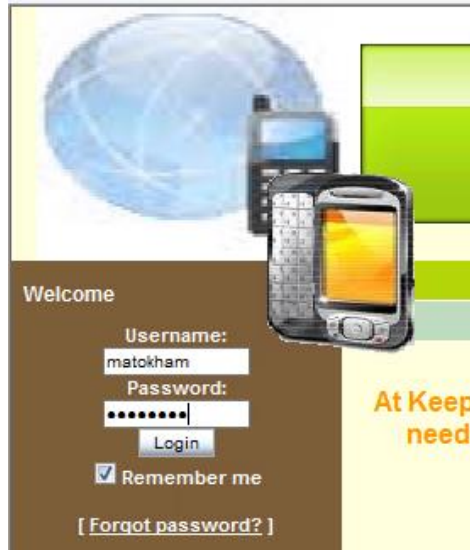 Welcome
Username:
matokham
Password:
••••••••
Login
Remember me
[ Forgot password? ]
At Keep
need